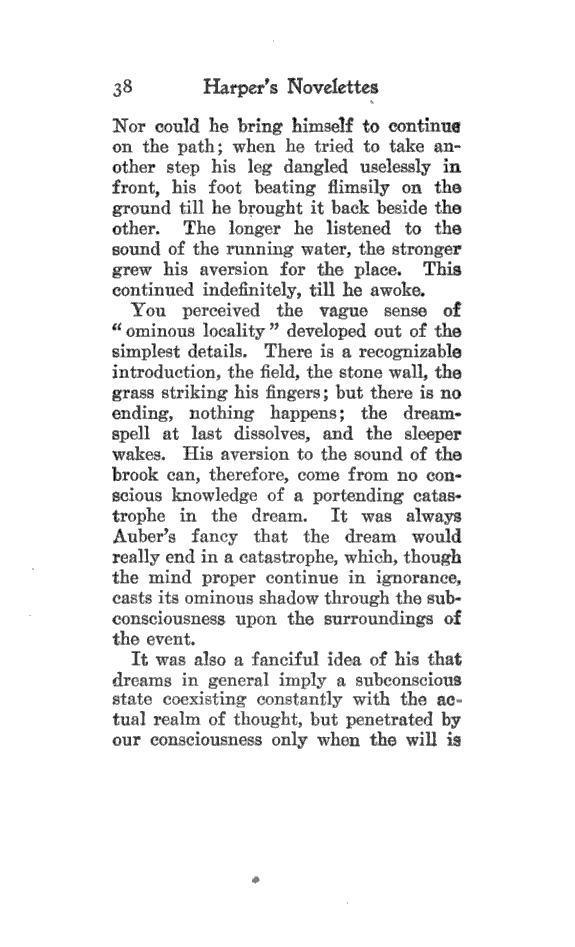 38 Harper's Novelettes
Nor could he bring himself to continue
on the path; when he tried to take an-
other step his leg dangled uselessly in
front, his foot beating flimsily on the
ground till he brought it back beside the
other. The longer he listened to the
sound of the running water, the stronger
grew his aversion for the place. This
continued indefinitely, till he awoke.
You perceived the vague sense of
“ominous locality” developed out of the
simplest details. There is a recognizable
introduction, the field, the stone wall, the
grass striking his fingers; but there is no
ending, nothing happens; the dream-
spell at last dissolves, and the sleeper
wakes. His aversion to the sound of the
brook can, therefore, come from no con-
scious knowledge of a portending catas-
trophe in the dream. It was always
Auber's fancy that the dream would
really end in a catastrophe, which, though
the mind proper continue in ignorance,
casts its ominous shadow through the sub-
consciousness upon the surroundings of
the event.
It was also a fanciful idea of his that
dreams in general imply a subconscious
state coexisting constantly with the ac-
tual realm of thought, but penetrated by
our consciousness only when the will is